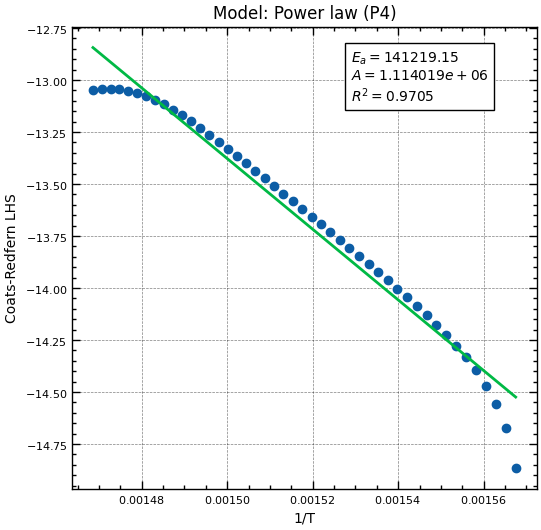 Model: Power law (P4)
−12.75
−13.00
−13.25
−13.50
−13.75
−14.00
−14.25
−14.50
−14.75
Coats-Redfern LHS
E_a = 141219.15
A = 1.114019e + 06
R^2 = 0.9705
0.00148 0.00150 0.00152 0.00154 0.00156
1/T